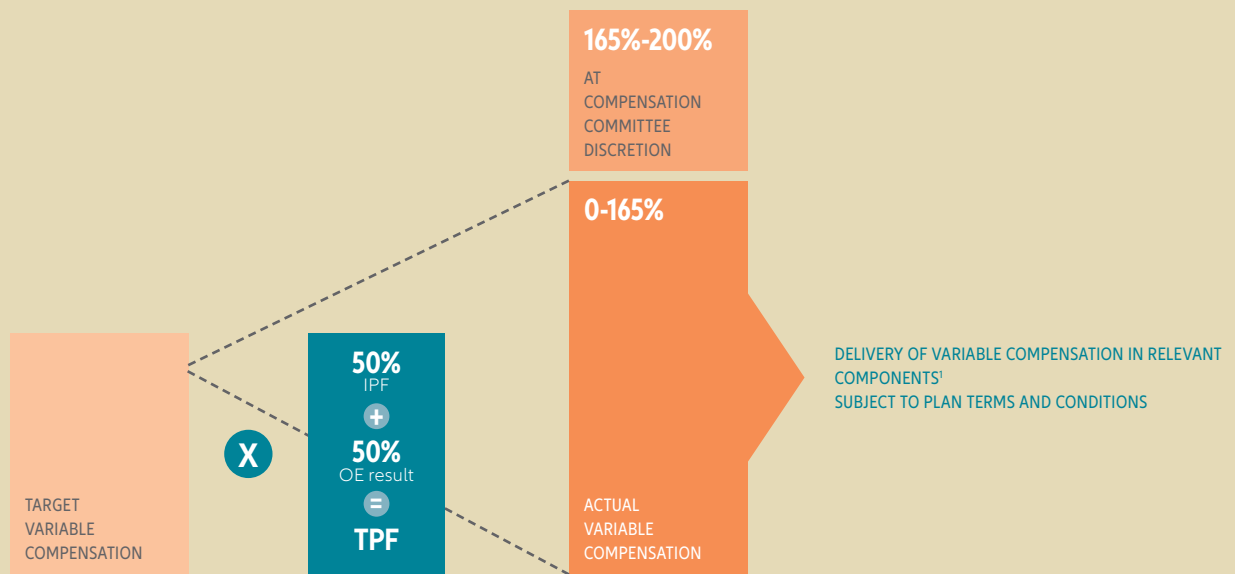 165%-200%
AT
COMPENSATION
COMMITTEE
DISCRETION
0-165%
TARGET
VARIABLE
COMPENSATION
X
50%
IPF
+
50%
OE result
=
TPF
ACTUAL
VARIABLE
COMPENSATION
DELIVERY OF VARIABLE COMPENSATION IN RELEVANT
COMPONENTS¹
SUBJECT TO PLAN TERMS AND CONDITIONS